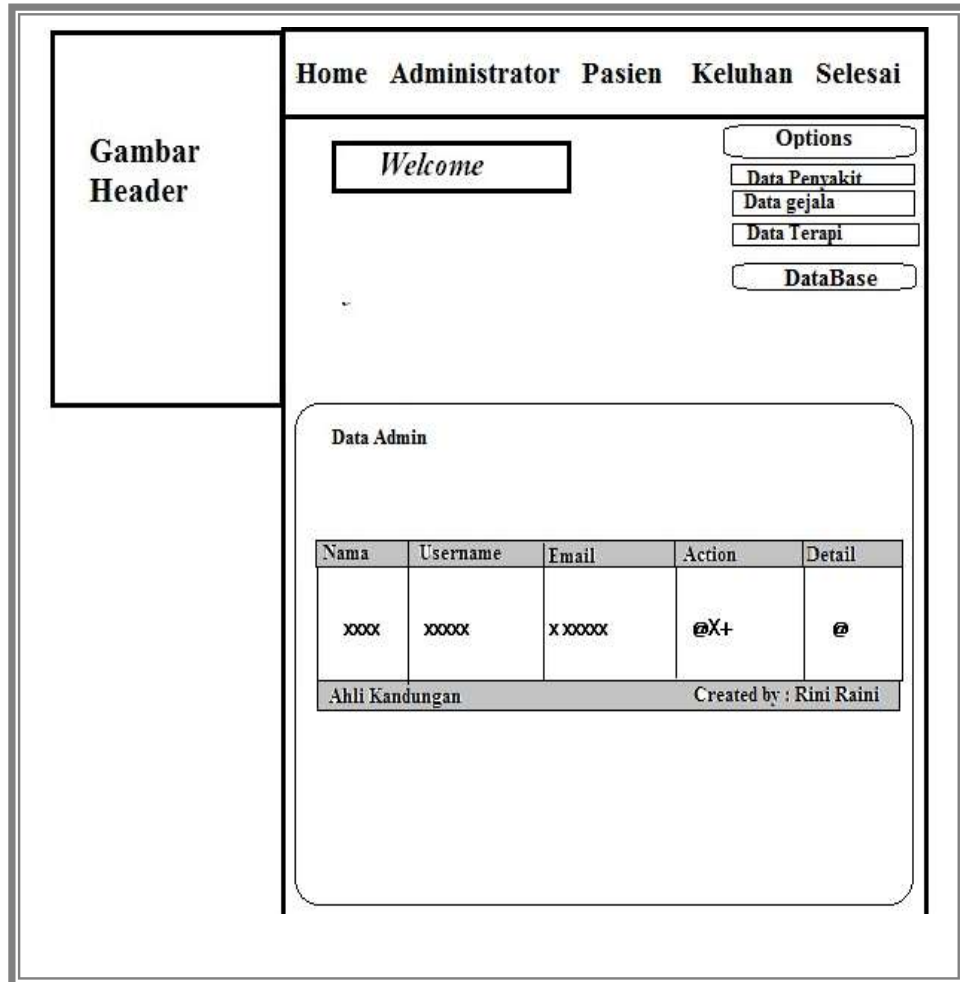 Home Administrator Pasien Keluhan Selesai
Gambar
Header
Welcome
Options
Data Penyakit
Data gejala
Data Terapi
DataBase
Data Admin
Nama Username Email Action Detail
xxxx xxxxx x xxxxx @X+ @
Ahli Kandungan Created by : Rini Raini